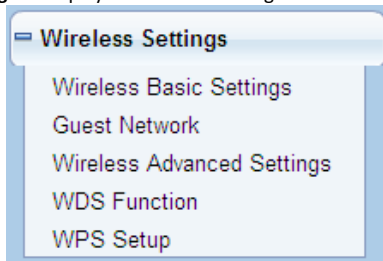 Wireless Settings
Wireless Basic Settings
Guest Network
Wireless Advanced Settings
WDS Function
WPS Setup